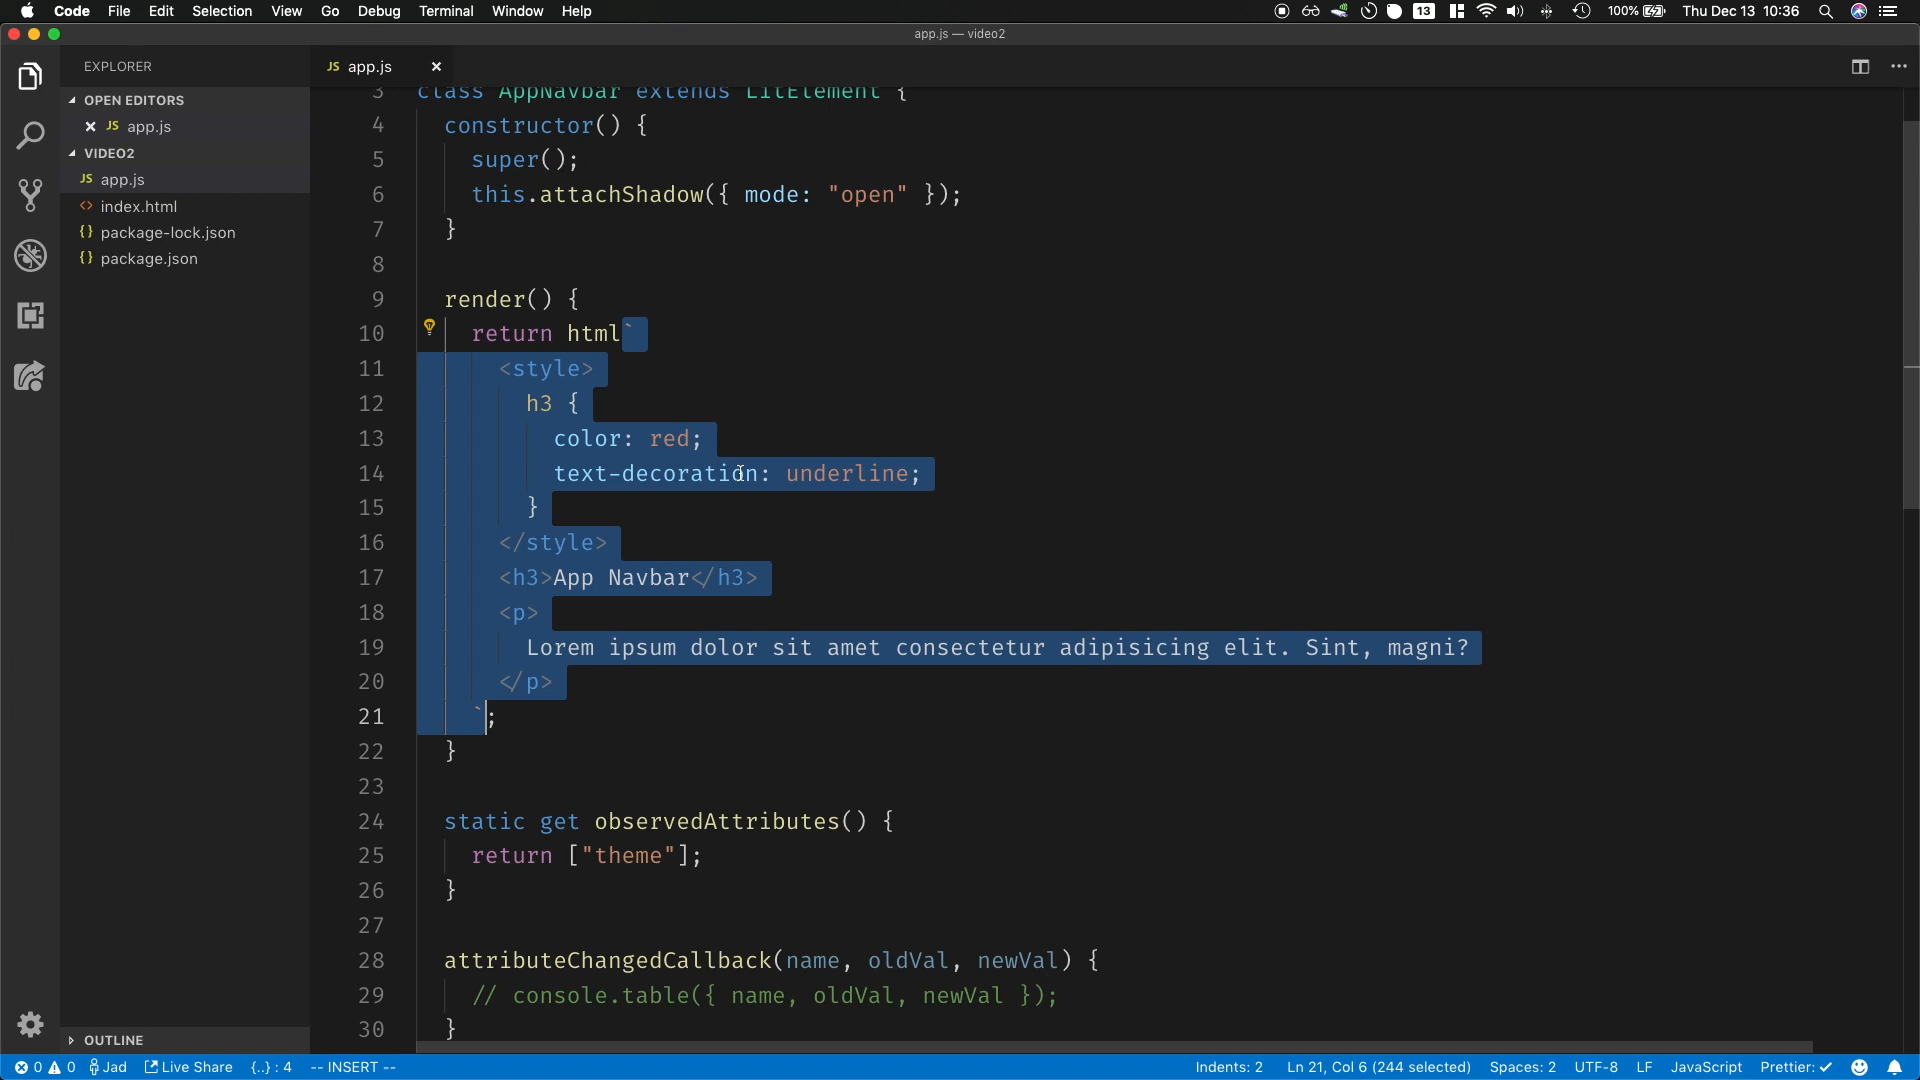 Code File Edit Selection View Go Debug Terminal Window Help 13 100% Thu Dec 13 10:36
app.js — video2
EXPLORER
JS app.js
OPEN EDITORS
JS app.js
VIDEO2
JS app.js
<> index.html
{} package-lock.json
{} package.json
OUTLINE
3 class AppNavbar extends LitElement {
4 constructor() {
5 super();
6 this.attachShadow({ mode: "open" });
7 }
8
9 render() {
10 return html`
11 <style>
12 h3 {
13 color: red;
14 text-decoration: underline;
15 }
16 </style>
17 <h3>App Navbar</h3>
18 <p>
19 Lorem ipsum dolor sit amet consectetur adipisicing elit. Sint, magni?
20 </p>
21 `;
22 }
23
24 static get observedAttributes() {
25 return ["theme"];
26 }
27
28 attributeChangedCallback(name, oldVal, newVal) {
29 // console.table({ name, oldVal, newVal });
30 }
0 0 Jad Live Share {..} : 4 -- INSERT -- Indents: 2 Ln 21, Col 6 (244 selected) Spaces: 2 UTF-8 LF JavaScript Prettier: ✓